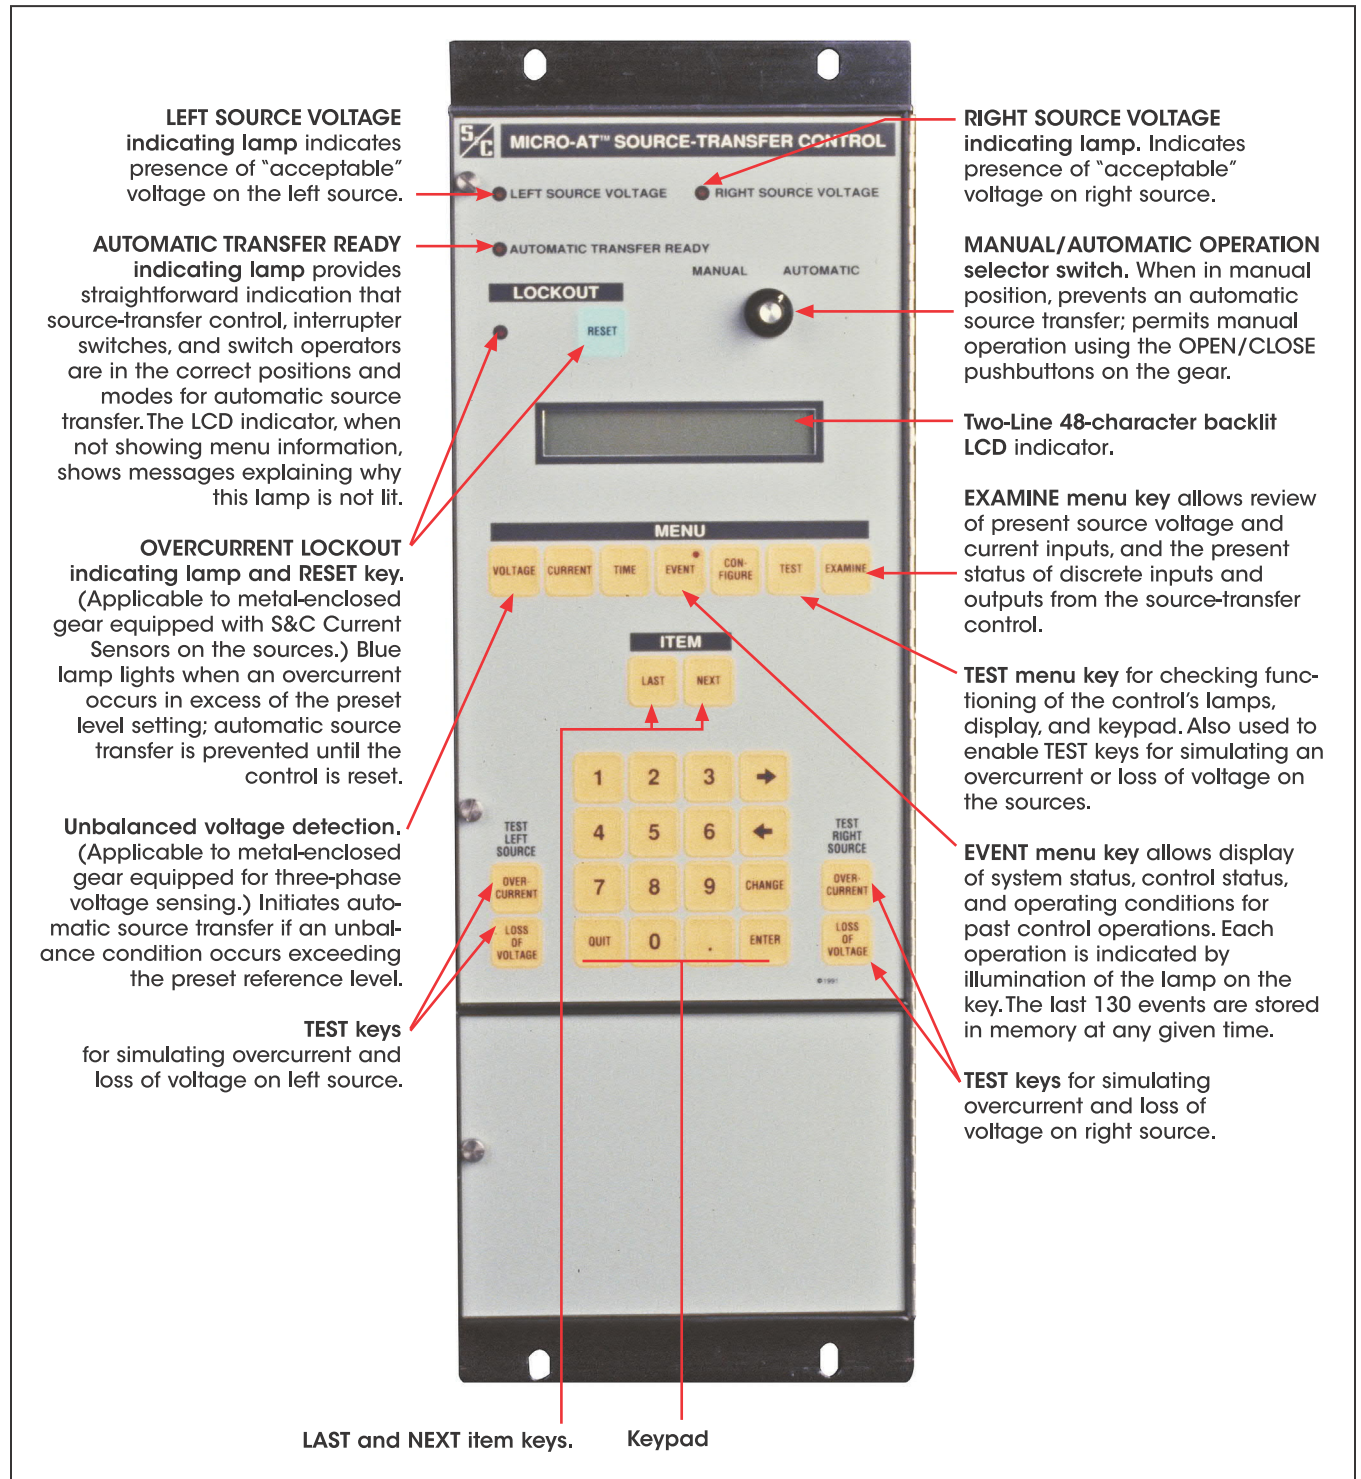 LEFT SOURCE VOLTAGE
indicating lamp indicates
presence of “acceptable”
voltage on the left source.
AUTOMATIC TRANSFER READY
indicating lamp provides
straightforward indication that
source-transfer control, interrupter
switches, and switch operators
are in the correct positions and
modes for automatic source
transfer. The LCD indicator, when
not showing menu information,
shows messages explaining why
this lamp is not lit.
OVERCURRENT LOCKOUT
indicating lamp and RESET key.
(Applicable to metal-enclosed
gear equipped with S&C Current
Sensors on the sources.) Blue
lamp lights when an overcurrent
occurs in excess of the preset
level setting; automatic source
transfer is prevented until the
control is reset.
Unbalanced voltage detection.
(Applicable to metal-enclosed
gear equipped for three-phase
voltage sensing.) Initiates auto-
matic source transfer if an unbal-
ance condition occurs exceeding
the preset reference level.
TEST keys
for simulating overcurrent and
loss of voltage on left source.
S/C
MICRO-AT™ SOURCE-TRANSFER CONTROL
LEFT SOURCE VOLTAGE
RIGHT SOURCE VOLTAGE
AUTOMATIC TRANSFER READY
MANUAL
AUTOMATIC
LOCKOUT
RESET
MENU
VOLTAGE
CURRENT
TIME
EVENT
CON-
FIGURE
TEST
EXAMINE
ITEM
LAST
NEXT
1
2
3
→
4
5
6
←
7
8
9
CHANGE
QUIT
0
.
ENTER
TEST
LEFT
SOURCE
OVER-
CURRENT
LOSS
OF
VOLTAGE
TEST
RIGHT
SOURCE
OVER-
CURRENT
LOSS
OF
VOLTAGE
©1991
RIGHT SOURCE VOLTAGE
indicating lamp. Indicates
presence of “acceptable”
voltage on right source.
MANUAL/AUTOMATIC OPERATION
selector switch. When in manual
position, prevents an automatic
source transfer; permits manual
operation using the OPEN/CLOSE
pushbuttons on the gear.
Two-Line 48-character backlit
LCD indicator.
EXAMINE menu key allows review
of present source voltage and
current inputs, and the present
status of discrete inputs and
outputs from the source-transfer
control.
TEST menu key for checking func-
tioning of the control’s lamps,
display, and keypad. Also used to
enable TEST keys for simulating an
overcurrent or loss of voltage on
the sources.
EVENT menu key allows display
of system status, control status,
and operating conditions for
past control operations. Each
operation is indicated by
illumination of the lamp on the
key. The last 130 events are stored
in memory at any given time.
TEST keys for simulating
overcurrent and loss of
voltage on right source.
LAST and NEXT item keys.
Keypad